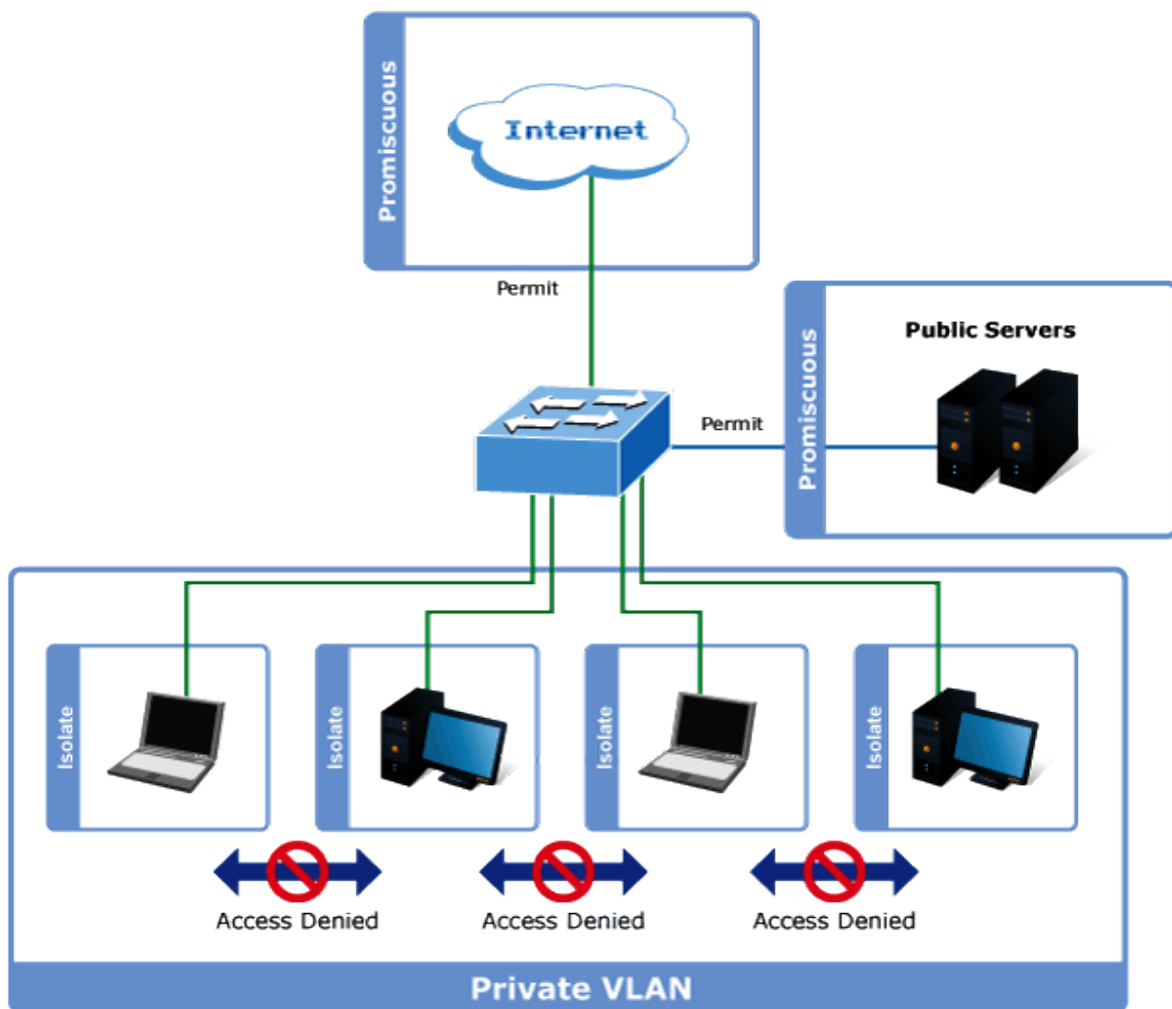 Promiscuous
Internet
Permit
Public Servers
Permit
Promiscuous
Isolate
Isolate
Isolate
Isolate
Access Denied
Access Denied
Access Denied
Private VLAN